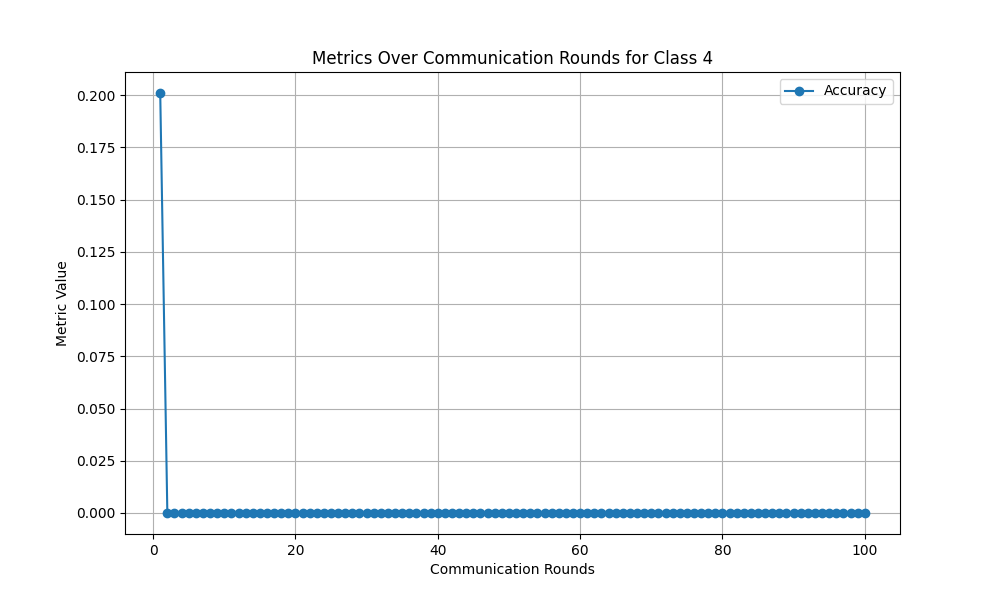 Metrics Over Communication Rounds for Class 4
Accuracy
0.200
0.175
0.150
0.125
0.100
0.075
0.050
0.025
0.000
Metric Value
0 20 40 60 80 100
Communication Rounds